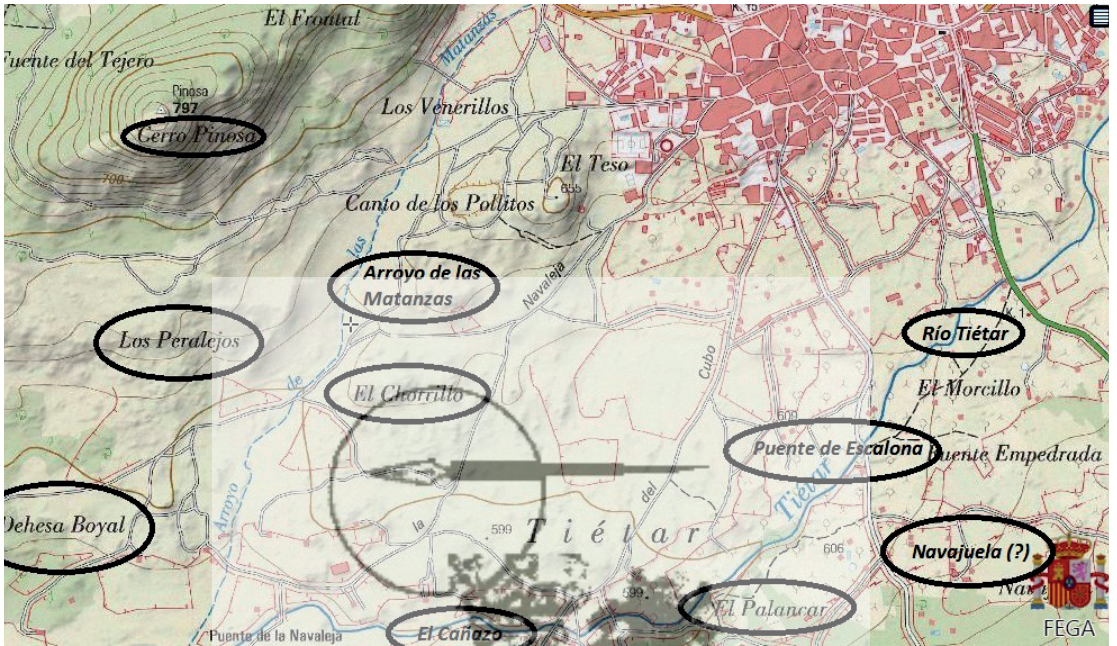 El Frontal
Matanzas
Fuente del Tejero
Pinosa
797
Los Venerillos
Cerro Pinosa
700
El Teso
655
Canto de los Pollitos
las
Arroyo de las
Matanzas
Navaleja
Río Tiétar
Los Peralejos
de
Cubo
El Chorrillo
El Morcillo
609
Puente de Escalona
Puente Empedrada
Tiétar
Arroyo
la
del
Dehesa Boyal
599
Tiétar
606
Navajuela (?)
599
El Palancar
Puente de la Navaleja
El Cañazo
FEGA